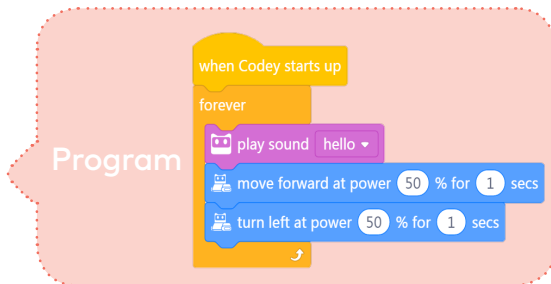 when Codey starts up
forever
Program
play sound hello
move forward at power 50 % for 1 secs
turn left at power 50 % for 1 secs